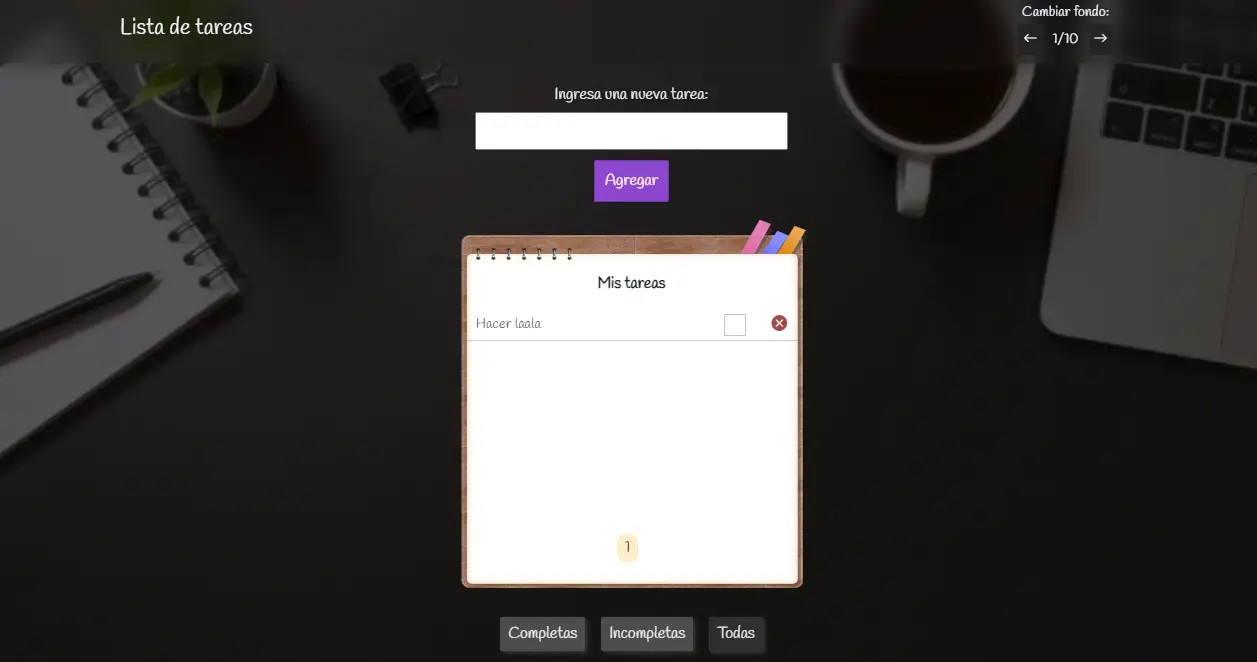 Lista de tareas
Cambiar fondo:
← 1/10 →
Ingresa una nueva tarea:
Agregar
Mis tareas
Hacer laala
1
Completas
Incompletas
Todas